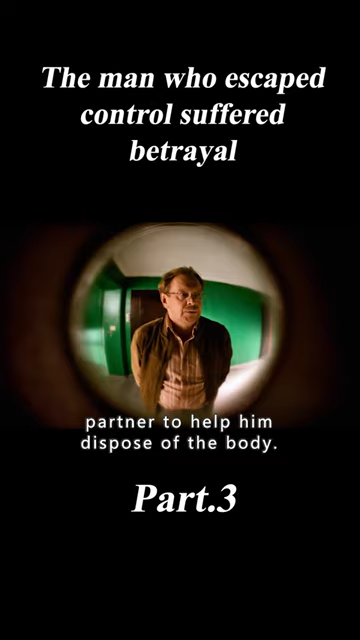 The man who escaped
control suffered
betrayal
partner to help him
dispose of the body.
Part.3